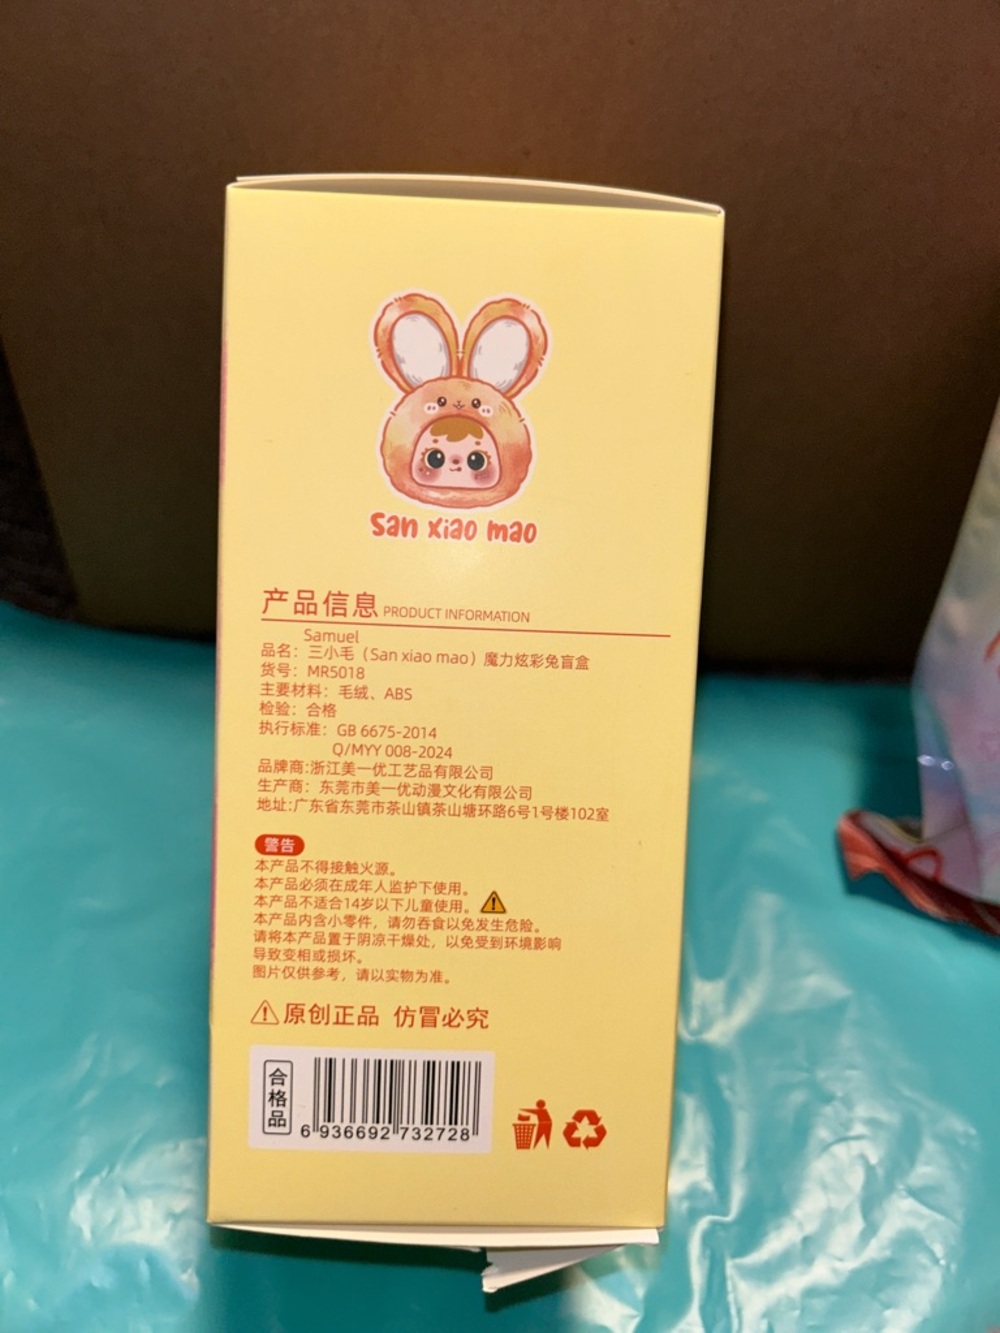 San xiao mao
产品信息 PRODUCT INFORMATION
Samuel
品名：三小毛（San xiao mao）魔力炫彩兔盲盒
货号：MR5018
主要材料：毛绒、ABS
检验：合格
执行标准：GB 6675-2014
Q/MYY 008-2024
品牌商:浙江美一优工艺品有限公司
生产商：东莞市美一优动漫文化有限公司
地址:广东省东莞市茶山镇茶山塘环路6号1号楼102室
警告
本产品不得接触火源。
本产品必须在成年人监护下使用。
本产品不适合14岁以下儿童使用。
本产品内含小零件，请勿吞食以免发生危险。
请将本产品置于阴凉干燥处，以免受到环境影响
导致变相或损坏。
图片仅供参考，请以实物为准。
原创正品 仿冒必究
合格品
6 936692 732728